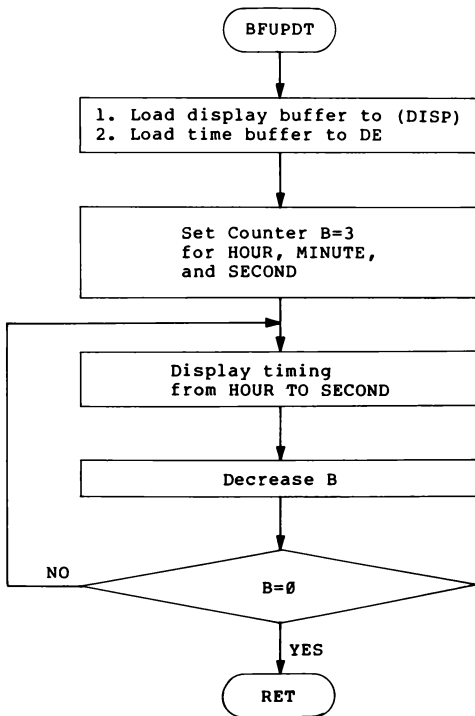 BFUPDT
1. Load display buffer to (DISP)
2. Load time buffer to DE
Set Counter B=3
for HOUR, MINUTE,
and SECOND
Display timing
from HOUR TO SECOND
Decrease B
NO
B=Ø
YES
RET